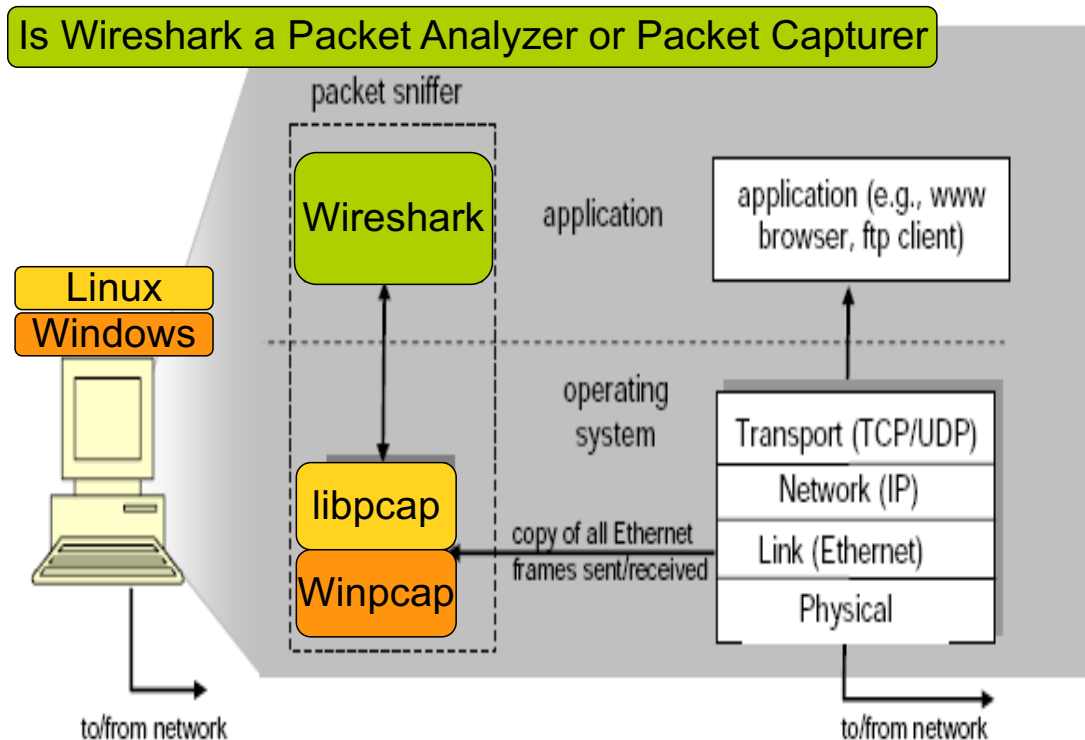 Is Wireshark a Packet Analyzer or Packet Capturer
packet sniffer
Wireshark
application
application (e.g., www
browser, ftp client)
Linux
Windows
operating
system
Transport (TCP/UDP)
Network (IP)
Link (Ethernet)
Physical
libpcap
Winpcap
copy of all Ethernet
frames sent/received
to/from network
to/from network